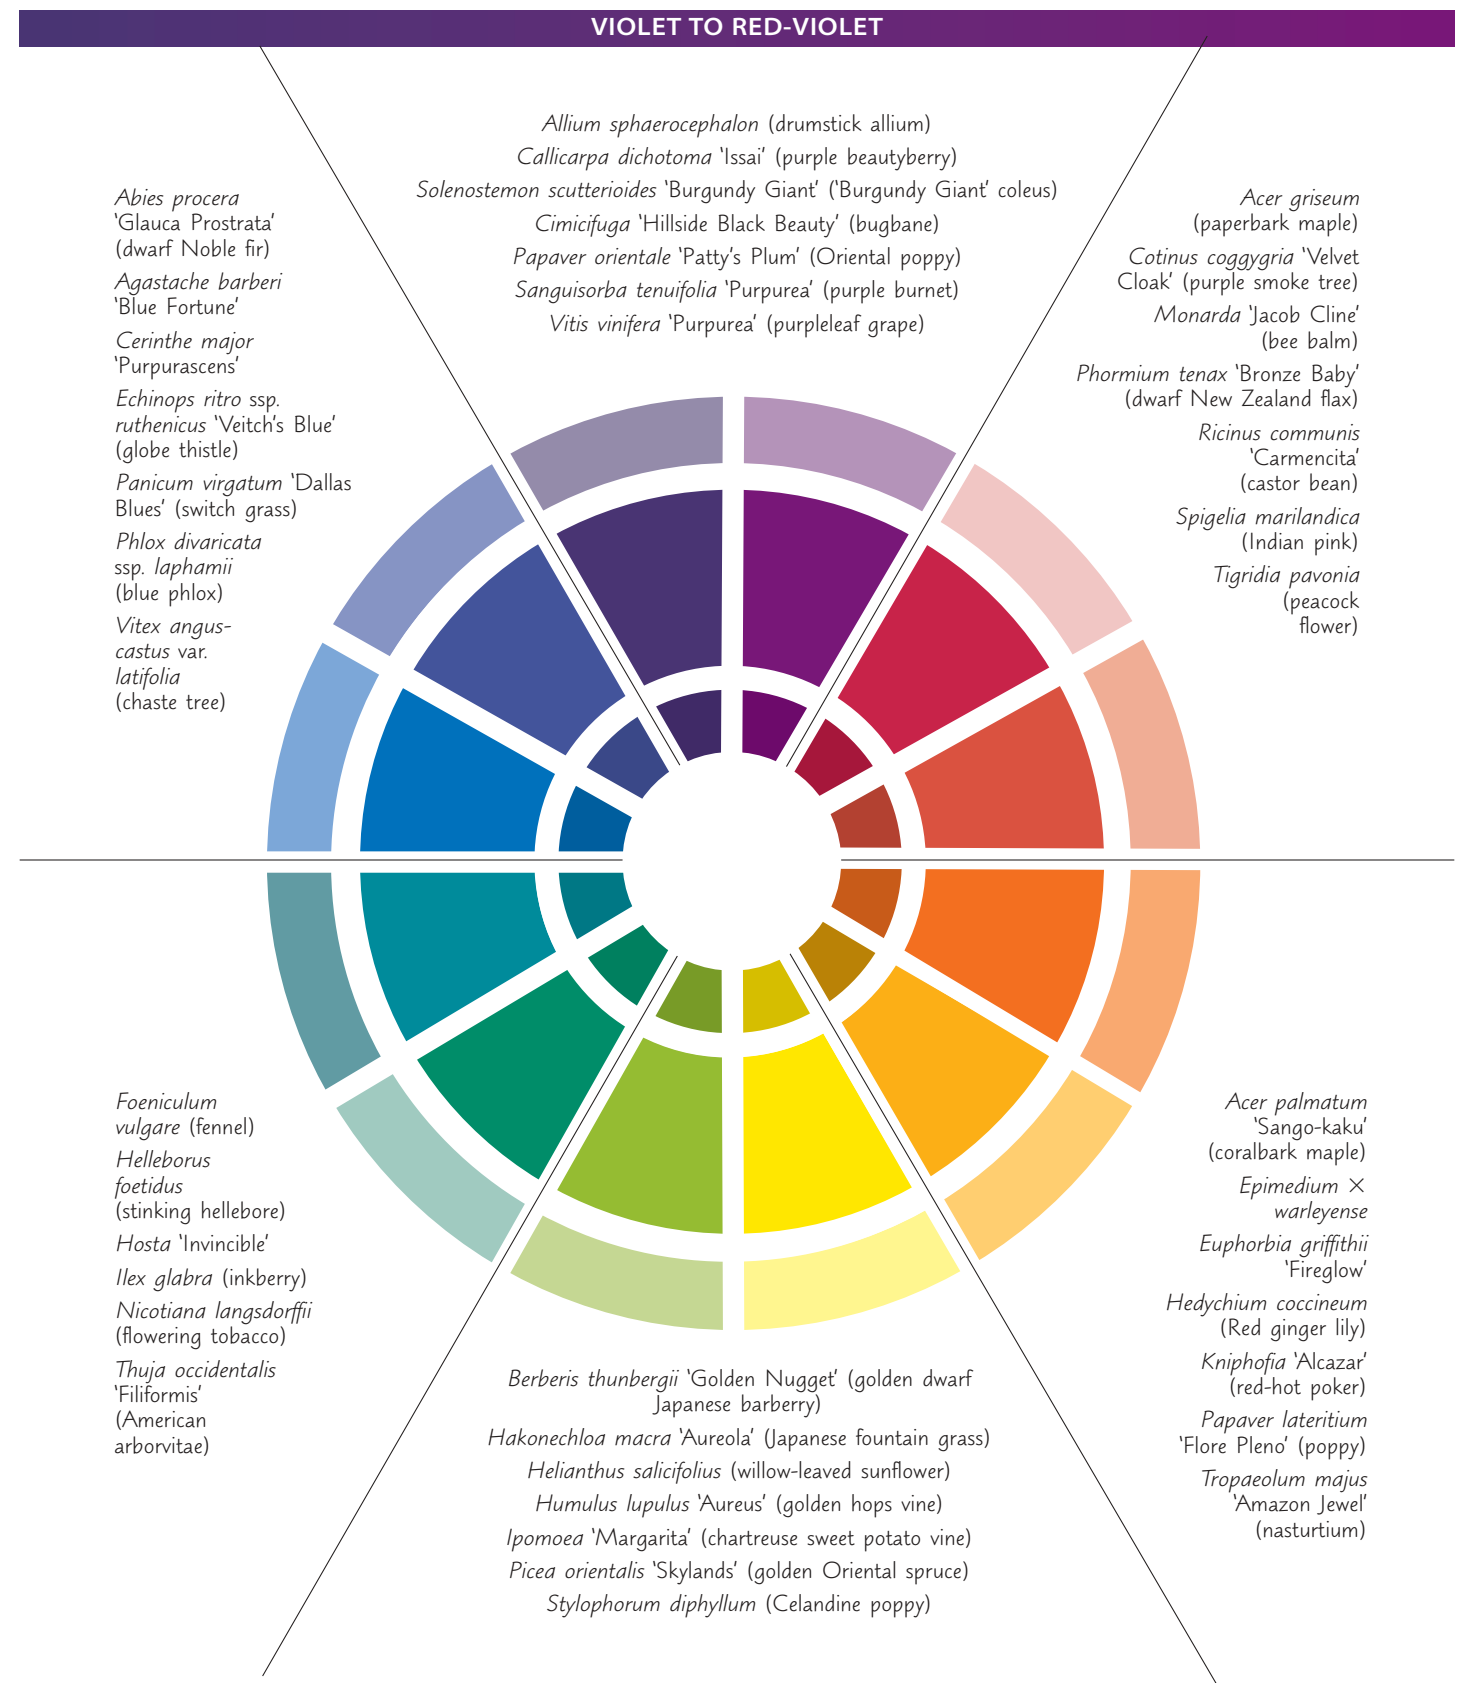 VIOLET TO RED-VIOLET
Allium sphaerocephalon (drumstick allium)
Callicarpa dichotoma ‘Issai’ (purple beautyberry)
Solenostemon scutterioides ‘Burgundy Giant’ (‘Burgundy Giant’ coleus)
Cimicifuga ‘Hillside Black Beauty’ (bugbane)
Papaver orientale ‘Patty’s Plum’ (Oriental poppy)
Sanguisorba tenuifolia ‘Purpurea’ (purple burnet)
Vitis vinifera ‘Purpurea’ (purpleleaf grape)
Abies procera
‘Glauca Prostrata’
(dwarf Noble fir)
Agastache barberi
‘Blue Fortune’
Cerinthe major
‘Purpurascens’
Echinops ritro ssp.
ruthenicus ‘Veitch’s Blue’
(globe thistle)
Panicum virgatum ‘Dallas
Blues’ (switch grass)
Phlox divaricata
ssp. laphamii
(blue phlox)
Vitex angus-
castus var.
latifolia
(chaste tree)
Acer griseum
(paperbark maple)
Cotinus coggygria ‘Velvet
Cloak’ (purple smoke tree)
Monarda ‘Jacob Cline’
(bee balm)
Phormium tenax ‘Bronze Baby’
(dwarf New Zealand flax)
Ricinus communis
‘Carmencita’
(castor bean)
Spigelia marilandica
(Indian pink)
Tigridia pavonia
(peacock
flower)
Foeniculum
vulgare (fennel)
Helleborus
foetidus
(stinking hellebore)
Hosta ‘Invincible’
Ilex glabra (inkberry)
Nicotiana langsdorffii
(flowering tobacco)
Thuja occidentalis
‘Filiformis’
(American
arborvitae)
Acer palmatum
‘Sango-kaku’
(coralbark maple)
Epimedium ×
warleyense
Euphorbia griffithii
‘Fireglow’
Hedychium coccineum
(Red ginger lily)
Kniphofia ‘Alcazar’
(red-hot poker)
Papaver lateritium
‘Flore Pleno’ (poppy)
Tropaeolum majus
‘Amazon Jewel’
(nasturtium)
Berberis thunbergii ‘Golden Nugget’ (golden dwarf
Japanese barberry)
Hakonechloa macra ‘Aureola’ (Japanese fountain grass)
Helianthus salicifolius (willow-leaved sunflower)
Humulus lupulus ‘Aureus’ (golden hops vine)
Ipomoea ‘Margarita’ (chartreuse sweet potato vine)
Picea orientalis ‘Skylands’ (golden Oriental spruce)
Stylophorum diphyllum (Celandine poppy)